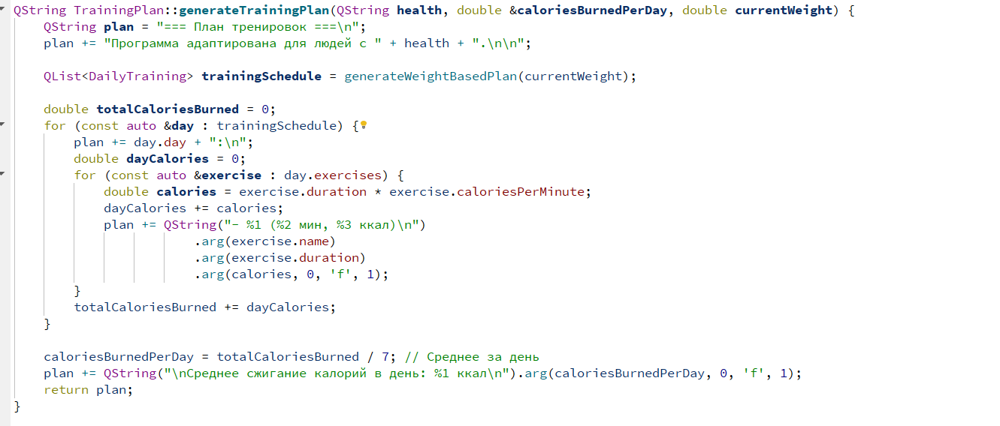 QString TrainingPlan::generateTrainingPlan(QString health, double &caloriesBurnedPerDay, double currentWeight) {
    QString plan = "=== План тренировок ===\n";
    plan += "Программа адаптирована для людей с " + health + ".\n\n";

    QList<DailyTraining> trainingSchedule = generateWeightBasedPlan(currentWeight);

    double totalCaloriesBurned = 0;
    for (const auto &day : trainingSchedule) {
        plan += day.day + ":\n";
        double dayCalories = 0;
        for (const auto &exercise : day.exercises) {
            double calories = exercise.duration * exercise.caloriesPerMinute;
            dayCalories += calories;
            plan += QString("- %1 (%2 мин, %3 ккал)\n")
                        .arg(exercise.name)
                        .arg(exercise.duration)
                        .arg(calories, 0, 'f', 1);
        }
        totalCaloriesBurned += dayCalories;
    }

    caloriesBurnedPerDay = totalCaloriesBurned / 7; // Среднее за день
    plan += QString("\nСреднее сжигание калорий в день: %1 ккал\n").arg(caloriesBurnedPerDay, 0, 'f', 1);
    return plan;
}